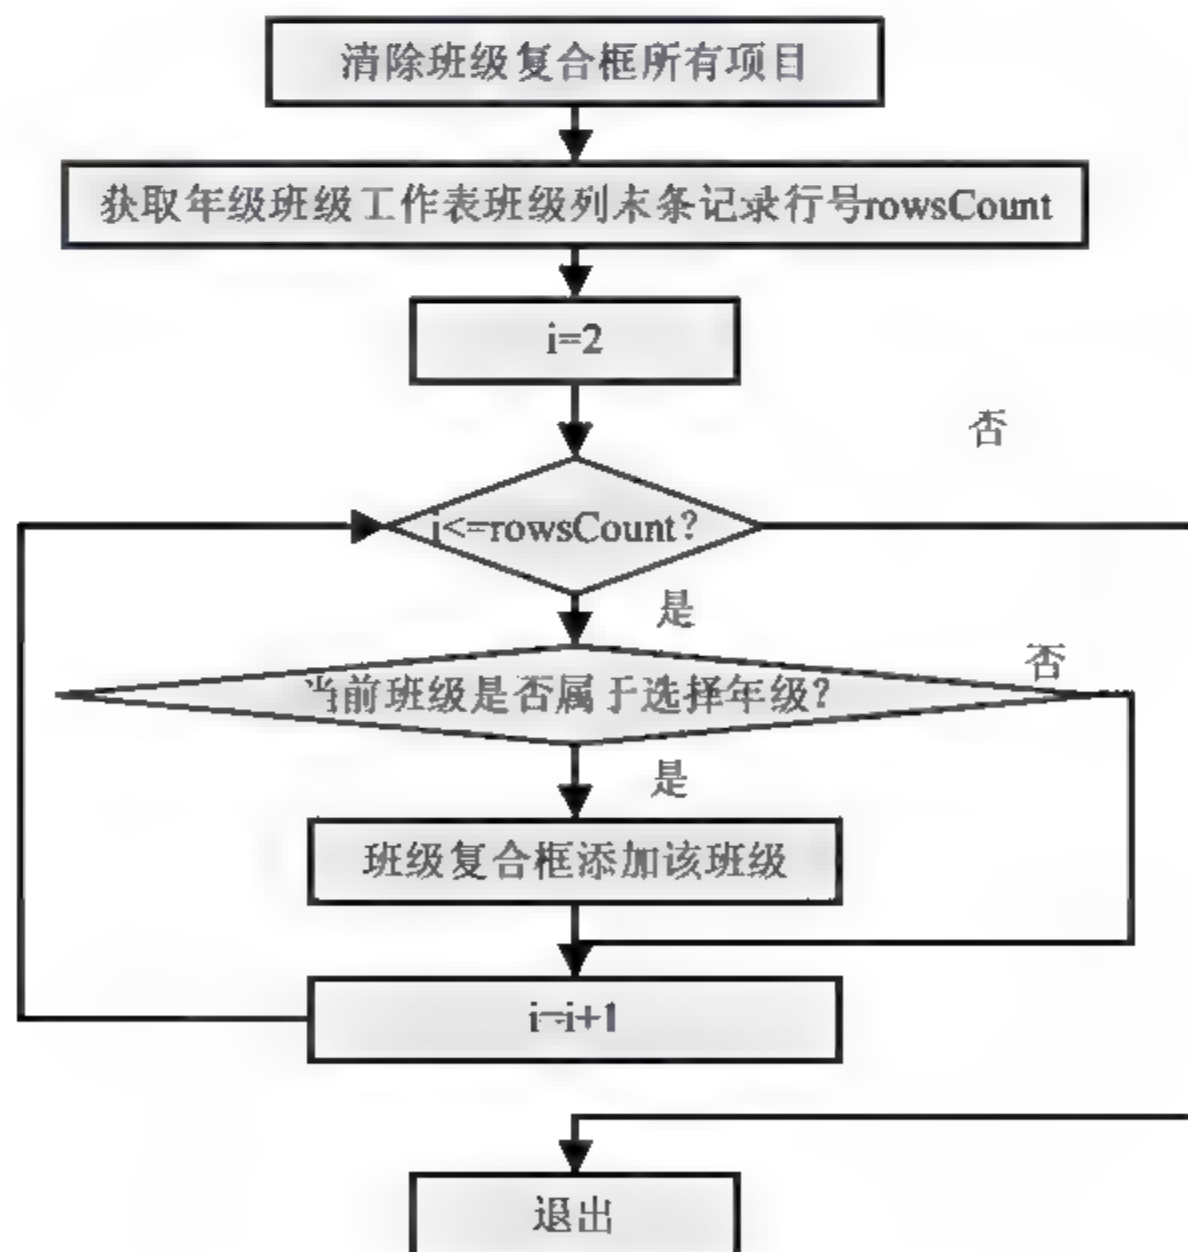 清除班级复合框所有项目
获取年级班级工作表班级列末条记录行号rowsCount
i=2
否
i<=rowsCount?
是
否
当前班级是否属于选择年级?
是
班级复合框添加该班级
i=i+1
退出